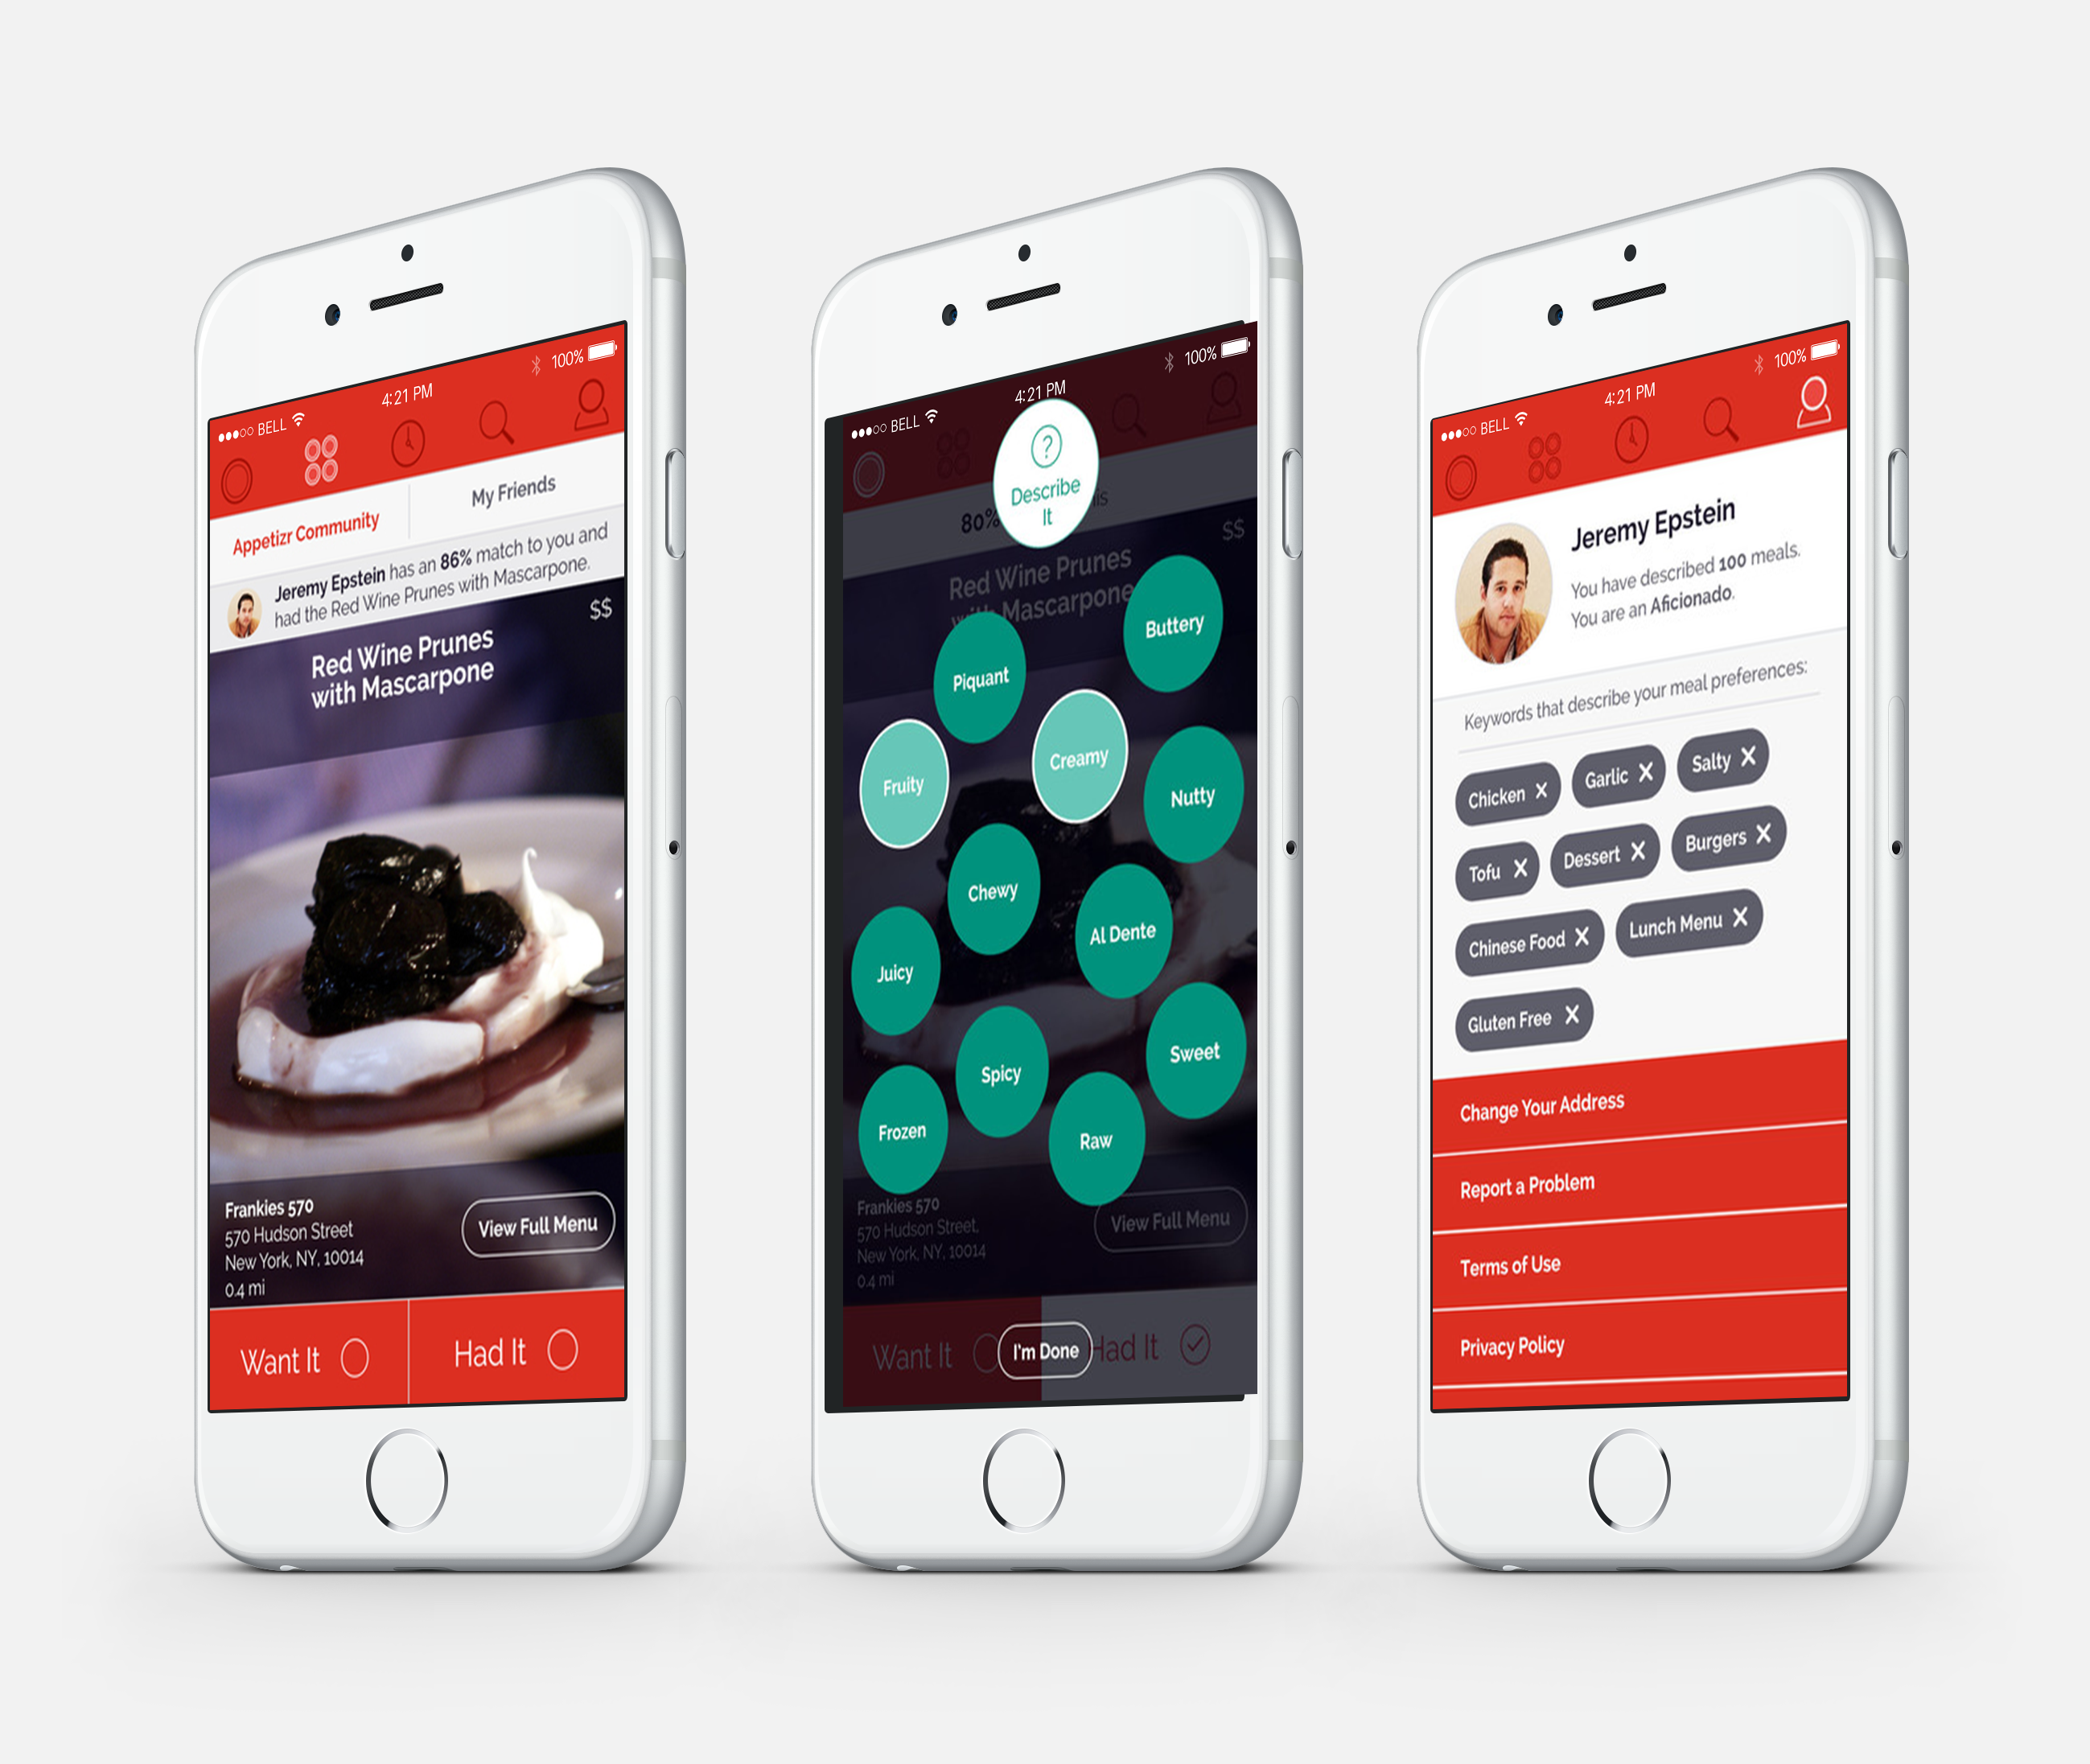 BELL
4:21 PM
100%
Appetizr Community
My Friends
Jeremy Epstein has an 86% match to you and
had the Red Wine Prunes with Mascarpone.
$$
Red Wine Prunes
with Mascarpone
Frankies 570
570 Hudson Street
New York, NY, 10014
0.4 mi
View Full Menu
Want It
Had It
BELL
4:21 PM
100%
?
Describe
It
80%
$$
Red Wine Prunes
with Mascarpone
Buttery
Piquant
Creamy
Fruity
Nutty
Chewy
Al Dente
Juicy
Sweet
Spicy
Frozen
Raw
Frankies 570
570 Hudson Street,
New York, NY, 10014
0.4 mi
View Full Menu
Want It
I'm Done
Had It
BELL
4:21 PM
100%
Jeremy Epstein
You have described 100 meals.
You are an Aficionado.
Keywords that describe your meal preferences:
Chicken X
Garlic X
Salty X
Tofu X
Dessert X
Burgers X
Chinese Food X
Lunch Menu X
Gluten Free X
Change Your Address
Report a Problem
Terms of Use
Privacy Policy